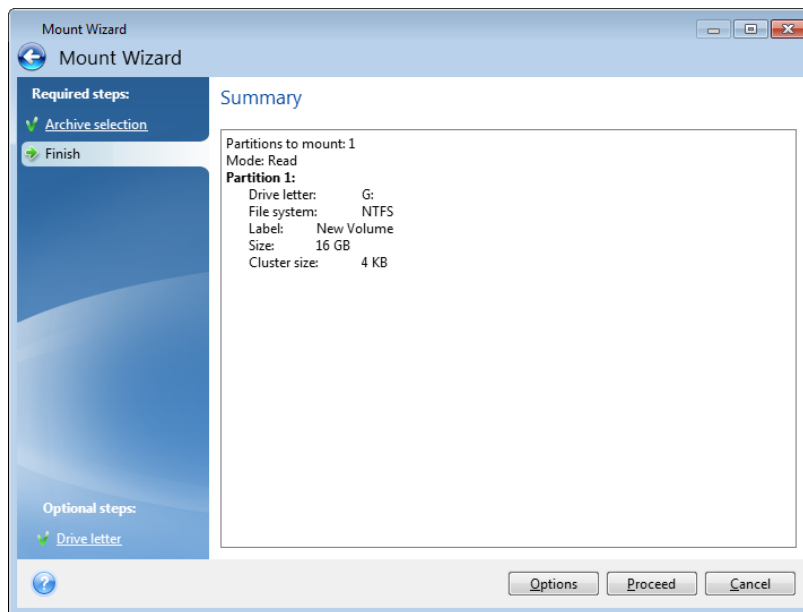 Mount Wizard
Mount Wizard
Required steps:
Archive selection
Finish
Optional steps:
Drive letter
Summary
Partitions to mount: 1
Mode: Read
Partition 1:
Drive letter: G:
File system: NTFS
Label: New Volume
Size: 16 GB
Cluster size: 4 KB
?
Options Proceed Cancel